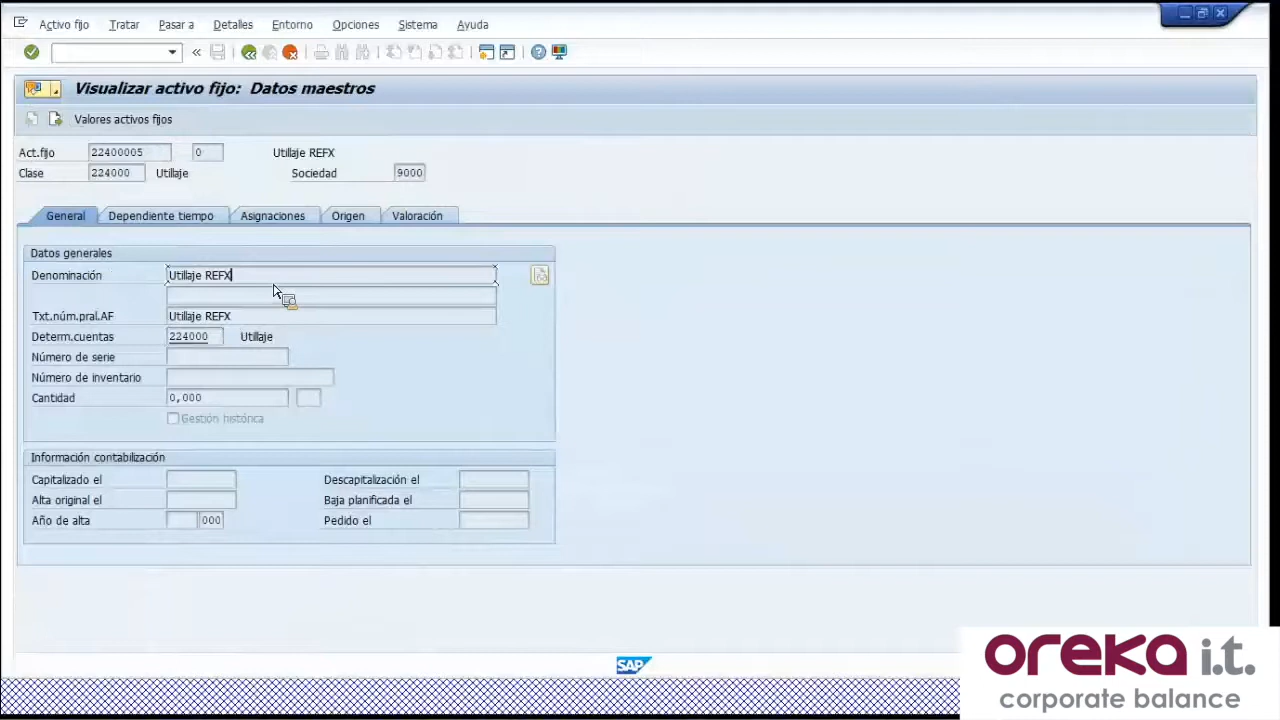 Activo fijo Tratar Pasar a Detalles Entorno Opciones Sistema Ayuda
Visualizar activo fijo: Datos maestros
Valores activos fijos
Act.fijo 22400005 0 Utillaje REFX
Clase 224000 Utillaje Sociedad 9000
General Dependiente tiempo Asignaciones Origen Valoración
Datos generales
Denominación Utillaje REFX
Txt.núm.pral.AF Utillaje REFX
Determ.cuentas 224000 Utillaje
Número de serie
Número de inventario
Cantidad 0,000
Gestión histórica
Información contabilización
Capitalizado el Descapitalización el
Alta original el Baja planificada el
Año de alta 000 Pedido el
SAP
oreka i.t.
corporate balance